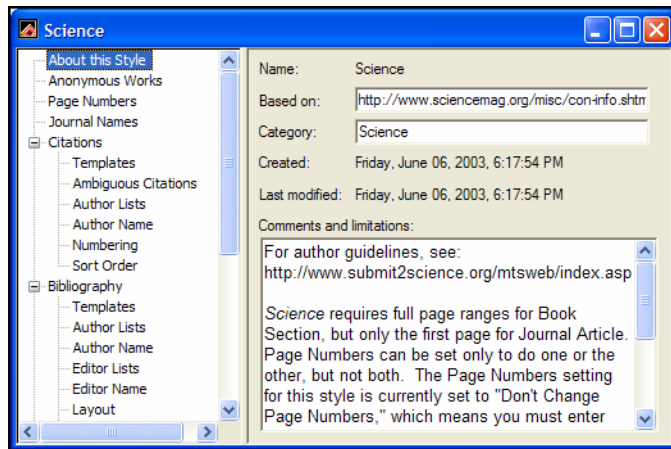 Science
About this Style
Anonymous Works
Page Numbers
Journal Names
Citations
Templates
Ambiguous Citations
Author Lists
Author Name
Numbering
Sort Order
Bibliography
Templates
Author Lists
Author Name
Editor Lists
Editor Name
Layout
Name: Science
Based on: http://www.sciencemag.org/misc/con-info.shtm
Category: Science
Created: Friday, June 06, 2003, 6:17:54 PM
Last modified: Friday, June 06, 2003, 6:17:54 PM
Comments and limitations:
For author guidelines, see:
http://www.submit2science.org/mtsweb/index.asp
Science requires full page ranges for Book
Section, but only the first page for Journal Article.
Page Numbers can be set only to do one or the
other, but not both.  The Page Numbers setting
for this style is currently set to "Don't Change
Page Numbers," which means you must enter